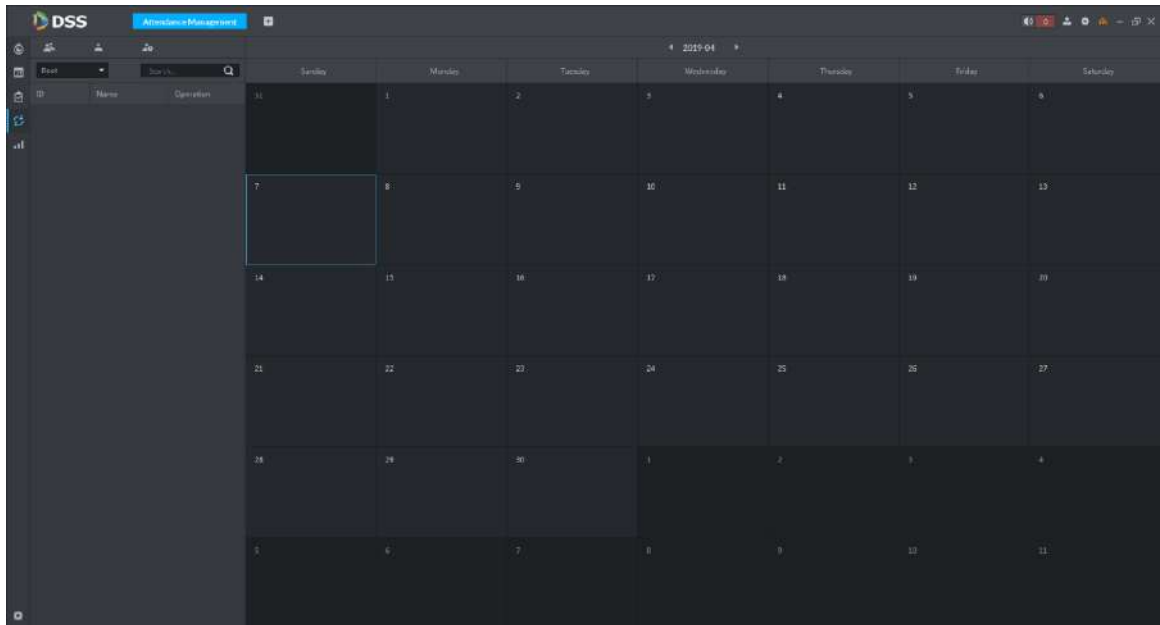 DSS Attendance Management 0
2019-04
Root Search...
Sunday Monday Tuesday Wednesday Thursday Friday Saturday
ID Name Operation
31 1 2 3 4 5 6
7 8 9 10 11 12 13
14 15 16 17 18 19 20
21 22 23 24 25 26 27
28 29 30 1 2 3 4
5 6 7 8 9 10 11